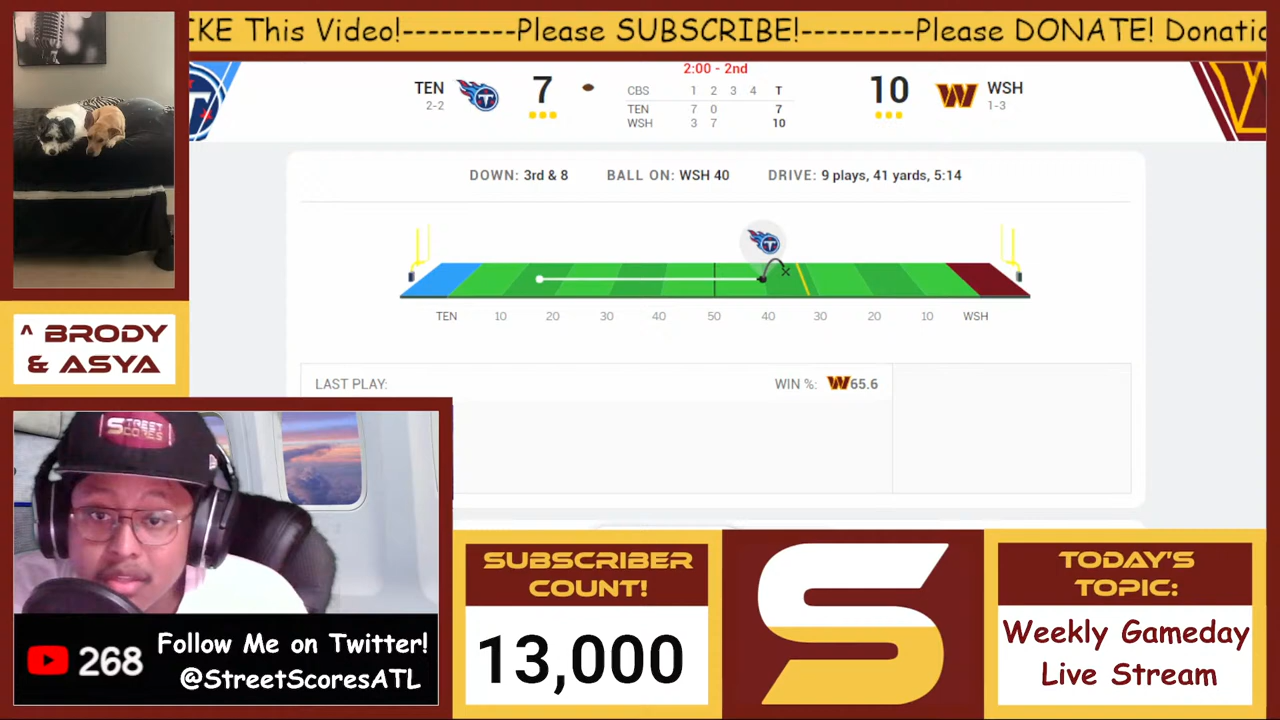 IKE This Video!---------Please SUBSCRIBE!---------Please DONATE! Donatio
TEN
2-2
7
2:00 - 2nd
CBS 1 2 3 4 T
TEN 7 0 7
WSH 3 7 10
10
WSH
1-3
DOWN: 3rd & 8 BALL ON: WSH 40 DRIVE: 9 plays, 41 yards, 5:14
TEN 10 20 30 40 50 40 30 20 10 WSH
LAST PLAY: WIN %: W 65.6
^ BRODY
& ASYA
STREET
SCORES
268
Follow Me on Twitter!
@StreetScoresATL
SUBSCRIBER
COUNT!
13,000
S
TODAY'S
TOPIC:
Weekly Gameday
Live Stream